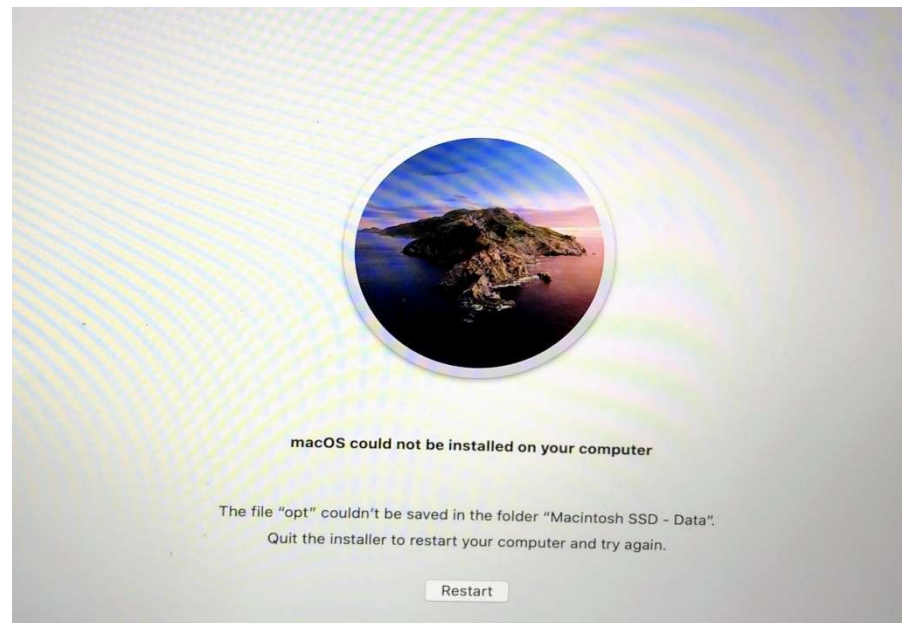 macOS could not be installed on your computer
The file “opt” couldn’t be saved in the folder “Macintosh SSD - Data”.
Quit the installer to restart your computer and try again.
Restart